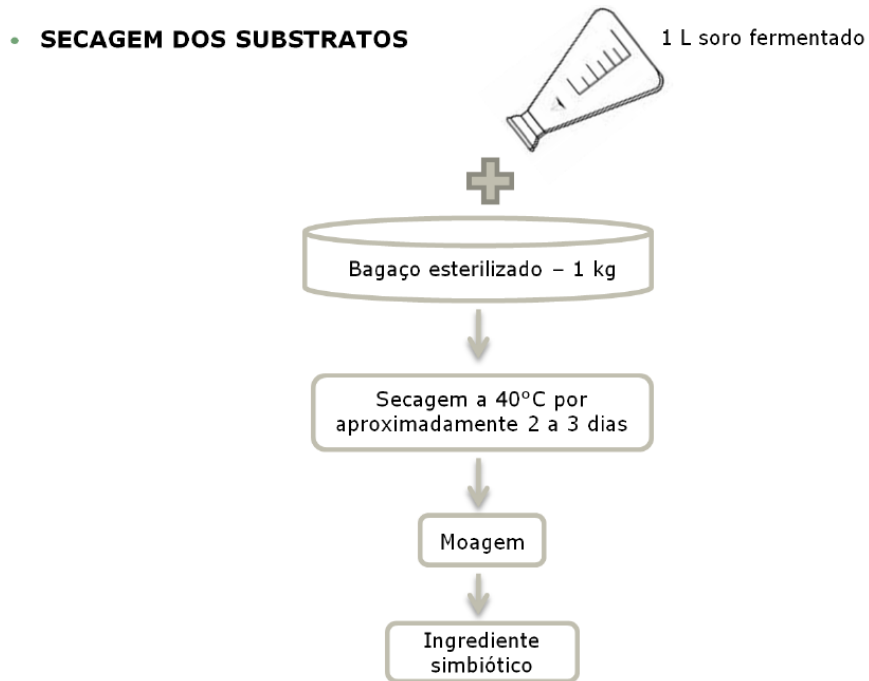 • SECAGEM DOS SUBSTRATOS
1 L soro fermentado
Bagaço esterilizado – 1 kg
Secagem a 40°C por
aproximadamente 2 a 3 dias
Moagem
Ingrediente
simbiótico